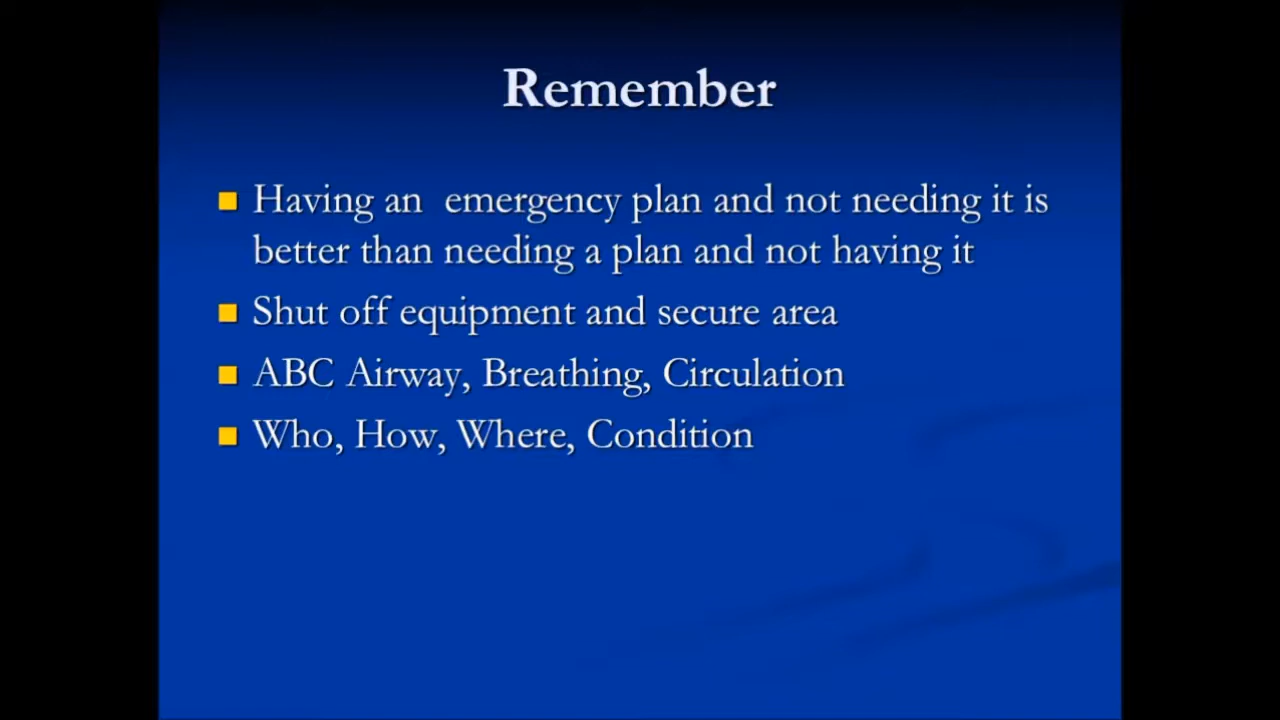 Remember
Having an  emergency plan and not needing it is
better than needing a plan and not having it
Shut off equipment and secure area
ABC Airway, Breathing, Circulation
Who, How, Where, Condition